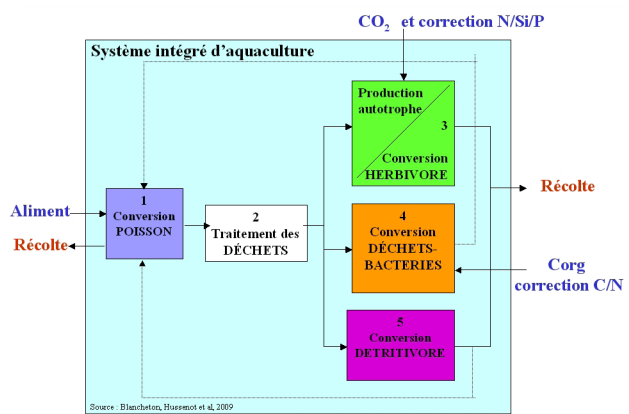 CO2 et correction N/Si/P
Système intégré d'aquaculture
Production
autotrophe
3
Conversion
HERBIVORE
1
Conversion
POISSON
Aliment
Récolte
2
Traitement des
DÉCHETS
4
Conversion
DÉCHETS-
BACTERIES
Récolte
Corg
correction C/N
5
Conversion
DETRITIVORE
Source : Blancheton, Hussenot et al, 2009